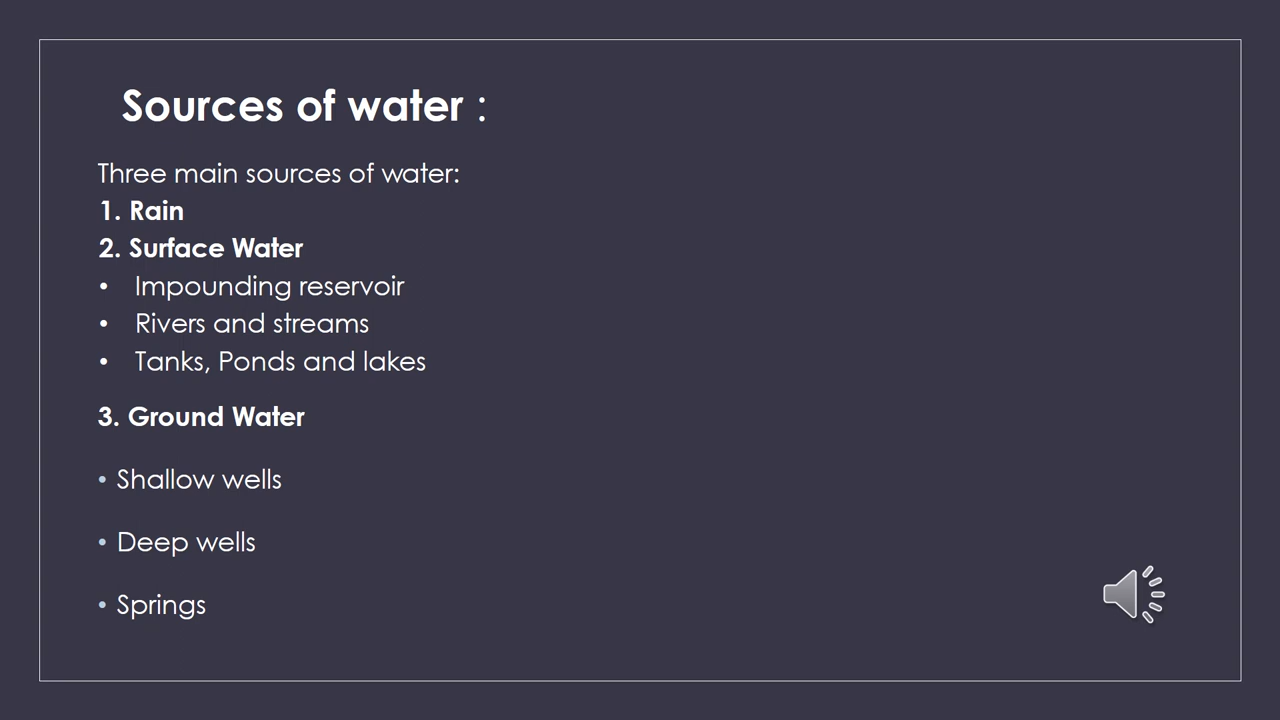 Sources of water :
Three main sources of water:
1. Rain
2. Surface Water
• Impounding reservoir
• Rivers and streams
• Tanks, Ponds and lakes
3. Ground Water
• Shallow wells
• Deep wells
• Springs